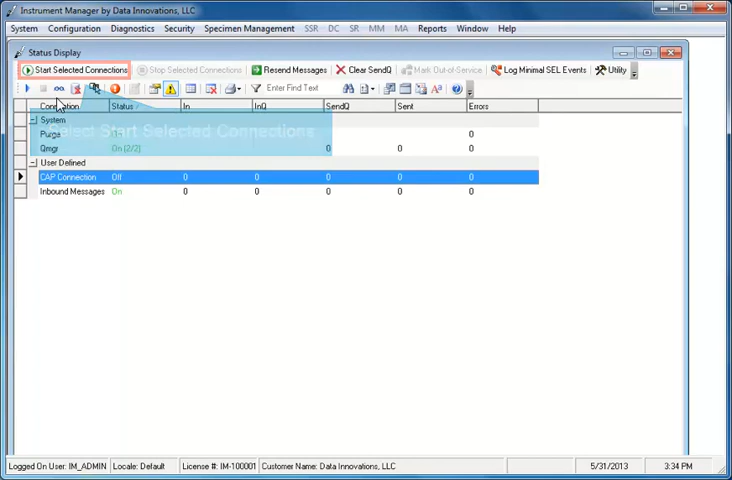 Instrument Manager by Data Innovations, LLC
System Configuration Diagnostics Security Specimen Management SSR DC SR MM MA Reports Window Help
Status Display
Start Selected Connections Stop Selected Connections Resend Messages Clear SendQ Mark Out-of-Service Log Minimal SEL Events Utility
Enter Find Text
Connection Status In InQ SendQ Sent Errors
System
Select Start Selected Connections
Purge 0
Qmgr On [2/2] 0 0 0
User Defined
CAP Connection Off 0 0 0 0 0
Inbound Messages On 0 0 0 0 0
Logged On User: IM_ADMIN Locale: Default License #: IM-100001 Customer Name: Data Innovations, LLC 5/31/2013 3:34 PM